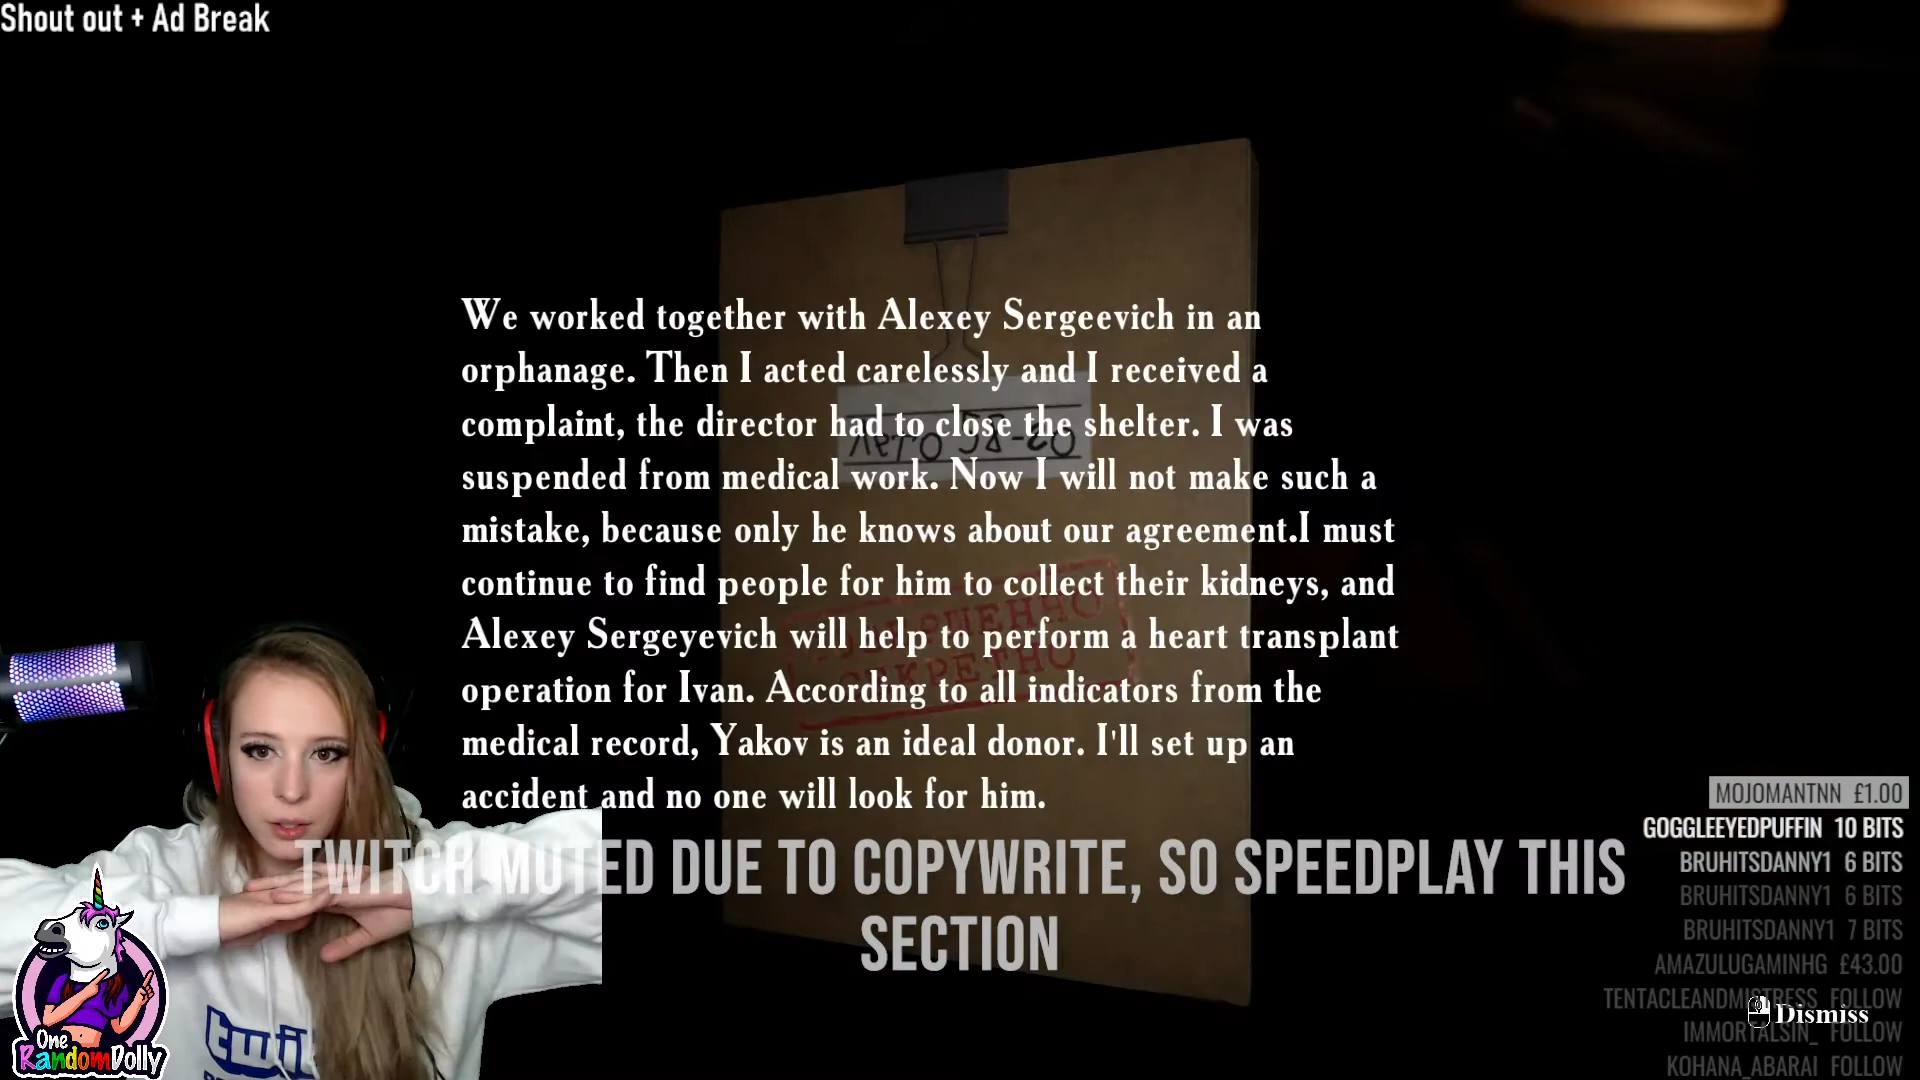 Shout out + Ad Break
We worked together with Alexey Sergeevich in an
orphanage. Then I acted carelessly and I received a
complaint, the director had to close the shelter. I was
suspended from medical work. Now I will not make such a
mistake, because only he knows about our agreement.I must
continue to find people for him to collect their kidneys, and
Alexey Sergeyevich will help to perform a heart transplant
operation for Ivan. According to all indicators from the
medical record, Yakov is an ideal donor. I'll set up an
accident and no one will look for him.
TWITCH MUTED DUE TO COPYWRITE, SO SPEEDPLAY THIS
SECTION
MOJOMANTNN £1.00
GOGGLEEYEDPUFFIN 10 BITS
BRUHITSDANNY1 6 BITS
BRUHITSDANNY1 6 BITS
BRUHITSDANNY1 7 BITS
AMAZULUGAMINHG £43.00
TENTACLEANDMISTRESS_ FOLLOW
Dismiss
IMMORTALSIN_ FOLLOW
KOHANA_ABARAI FOLLOW
One
RandomDolly